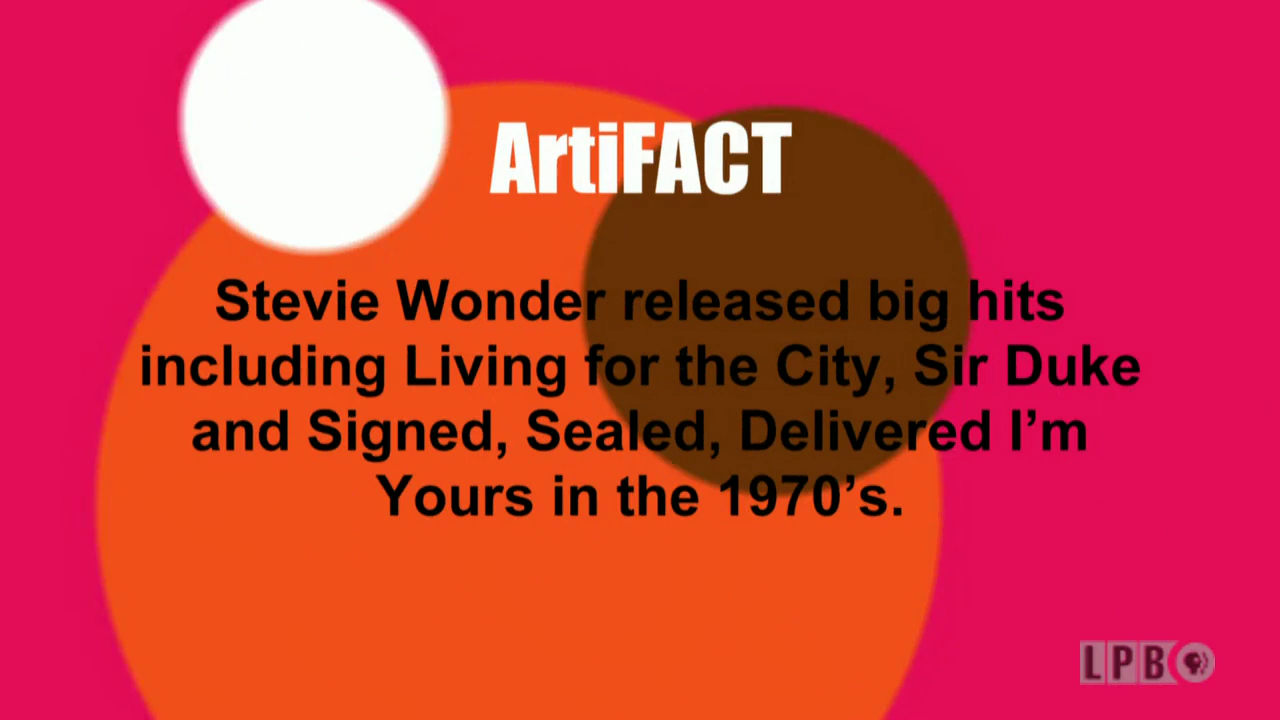 ArtiFACT
Stevie Wonder released big hits
including Living for the City, Sir Duke
and Signed, Sealed, Delivered I’m
Yours in the 1970’s.
LPB